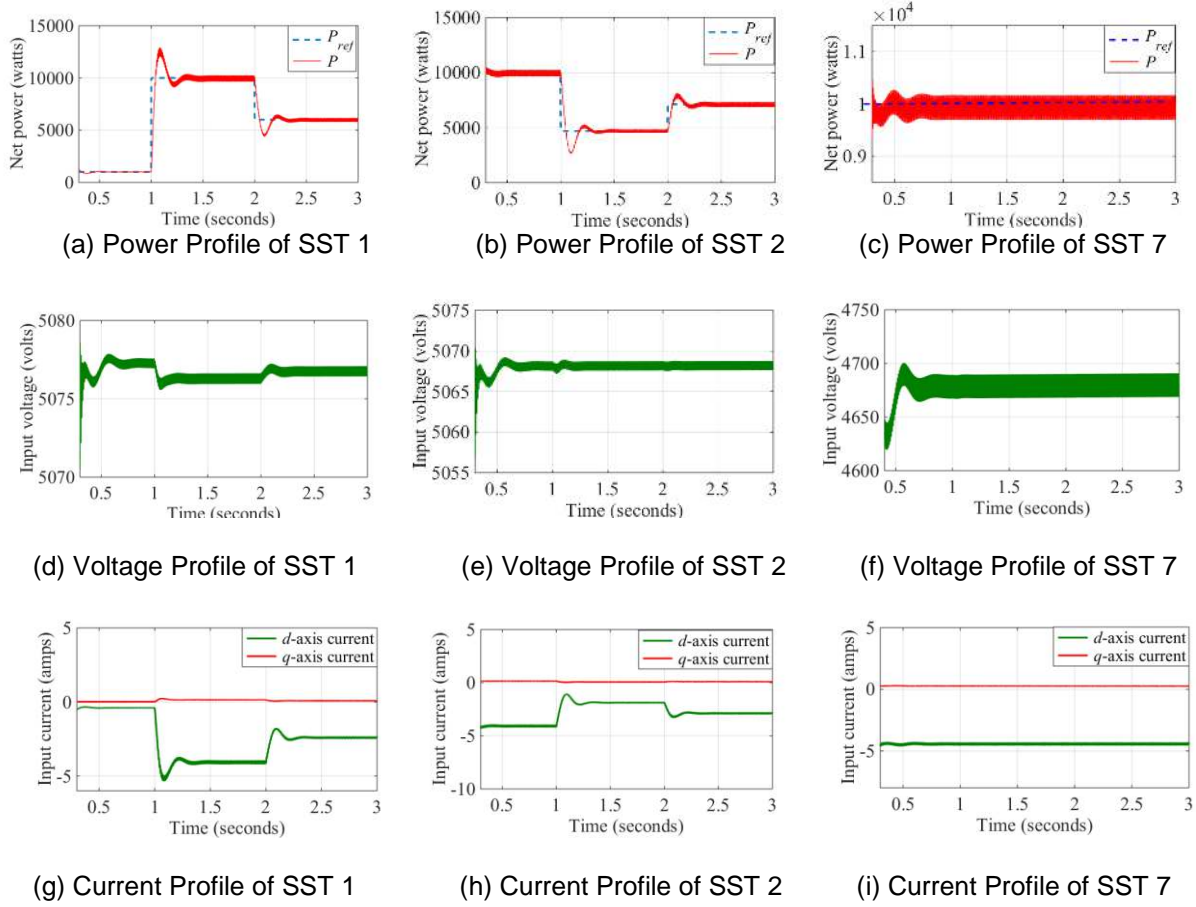 Net power (watts)
15000
10000
5000
0
P_ref
P
0.5 1 1.5 2 2.5 3
Time (seconds)
(a) Power Profile of SST 1
Net power (watts)
15000
10000
5000
0
P_ref
P
0.5 1 1.5 2 2.5 3
Time (seconds)
(b) Power Profile of SST 2
×10⁴
Net power (watts)
1.1
1
0.9
P_ref
P
0.5 1 1.5 2 2.5 3
Time (seconds)
(c) Power Profile of SST 7
Input voltage (volts)
5080
5075
5070
0.5 1 1.5 2 2.5 3
Time (seconds)
(d) Voltage Profile of SST 1
Input voltage (volts)
5075
5070
5065
5060
5055
0.5 1 1.5 2 2.5 3
Time (seconds)
(e) Voltage Profile of SST 2
Input voltage (volts)
4750
4700
4650
4600
0.5 1 1.5 2 2.5 3
Time (seconds)
(f) Voltage Profile of SST 7
Input current (amps)
5
0
-5
d-axis current
q-axis current
0.5 1 1.5 2 2.5 3
Time (seconds)
(g) Current Profile of SST 1
Input current (amps)
5
0
-5
-10
d-axis current
q-axis current
0.5 1 1.5 2 2.5 3
Time (seconds)
(h) Current Profile of SST 2
Input current (amps)
5
0
-5
d-axis current
q-axis current
0.5 1 1.5 2 2.5 3
Time (seconds)
(i) Current Profile of SST 7